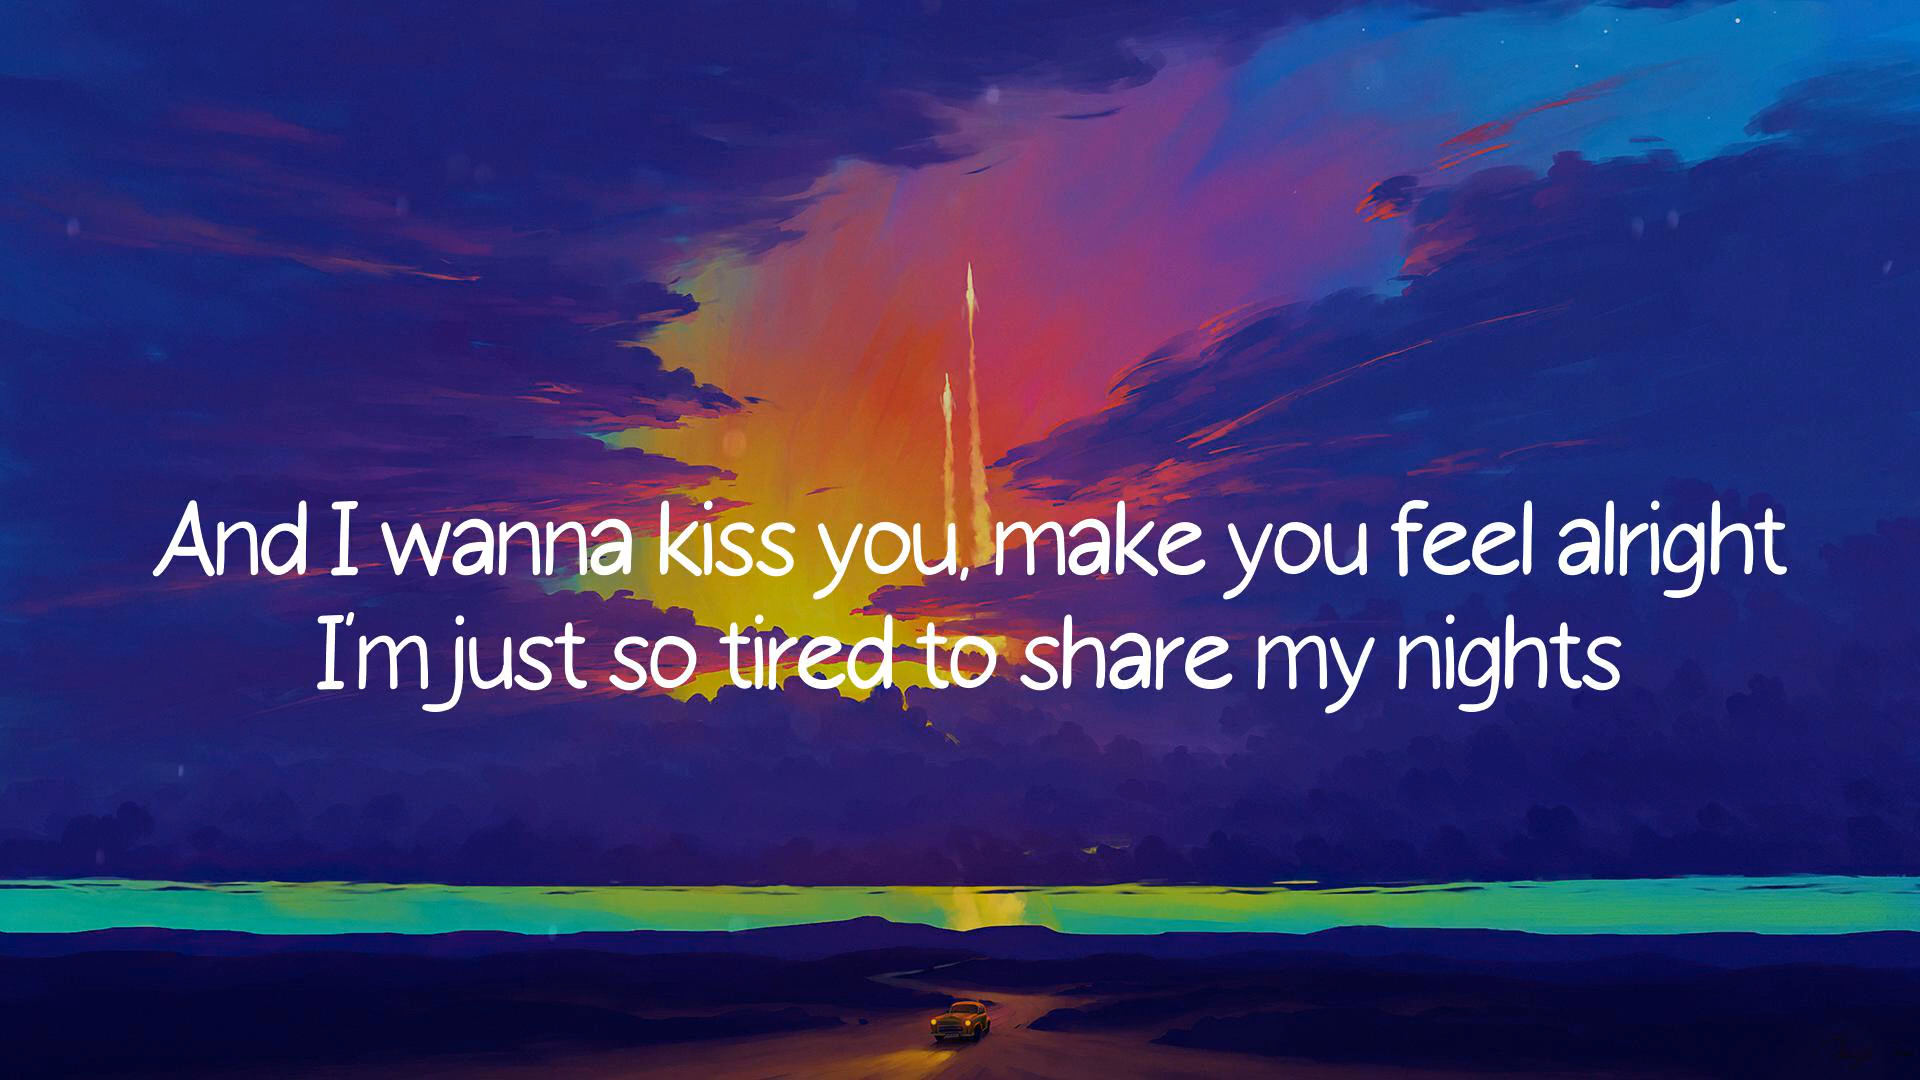 And I wanna kiss you, make you feel alright
I'm just so tired to share my nights